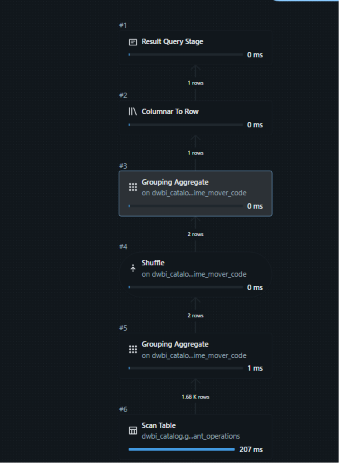 #1
Result Query Stage
0 ms
1 rows
#2
Columnar To Row
0 ms
1 rows
#3
Grouping Aggregate
on dwbi_catalo...ime_mover_code
0 ms
2 rows
#4
Shuffle
on dwbi_catalo...ime_mover_code
0 ms
2 rows
#5
Grouping Aggregate
on dwbi_catalo...ime_mover_code
1 ms
1.66 K rows
#6
Scan Table
dwbi_catalog.g...ant_operations
207 ms